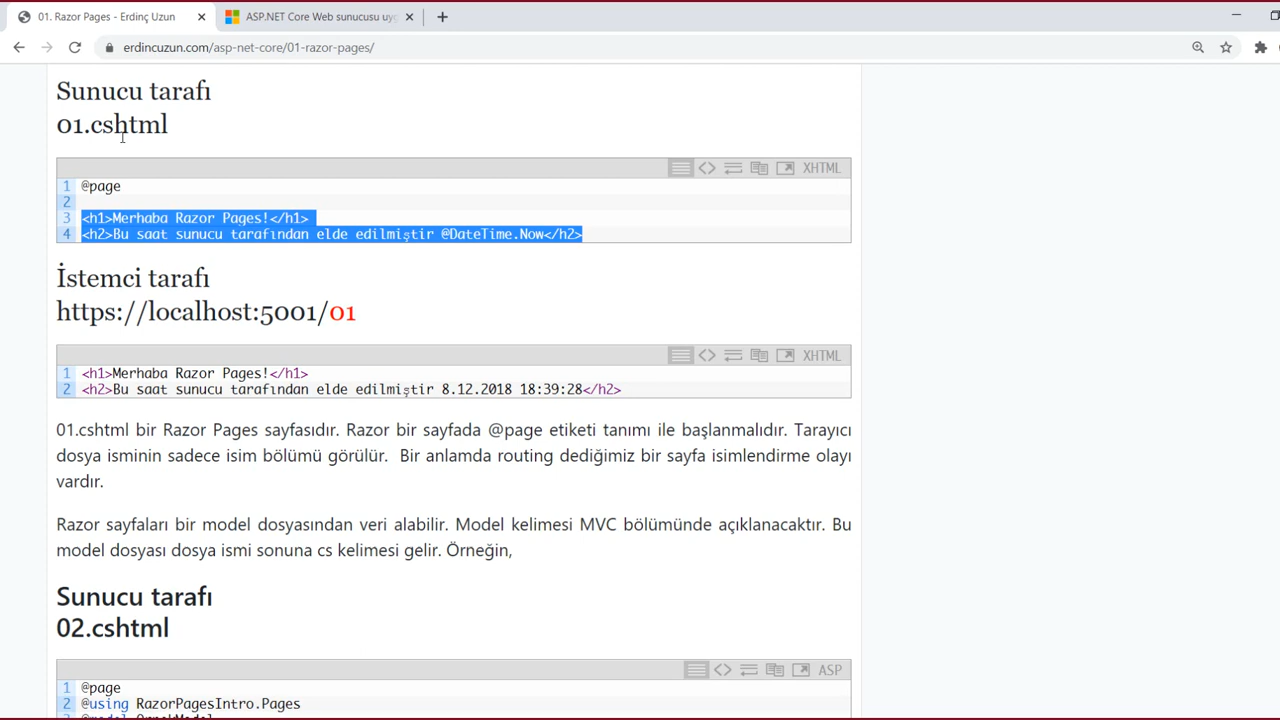 01. Razor Pages - Erdinç Uzun
ASP.NET Core Web sunucusu uyg
erdincuzun.com/asp-net-core/01-razor-pages/
Sunucu tarafı
01.cshtml
XHTML
1 @page
2
3 <h1>Merhaba Razor Pages!</h1>
4 <h2>Bu saat sunucu tarafından elde edilmiştir @DateTime.Now</h2>
İstemci tarafı
https://localhost:5001/01
XHTML
1 <h1>Merhaba Razor Pages!</h1>
2 <h2>Bu saat sunucu tarafından elde edilmiştir 8.12.2018 18:39:28</h2>
01.cshtml bir Razor Pages sayfasıdır. Razor bir sayfada @page etiketi tanımı ile başlanmalıdır. Tarayıcı
dosya isminin sadece isim bölümü görülür. Bir anlamda routing dediğimiz bir sayfa isimlendirme olayı
vardır.
Razor sayfaları bir model dosyasından veri alabilir. Model kelimesi MVC bölümünde açıklanacaktır. Bu
model dosyası dosya ismi sonuna cs kelimesi gelir. Örneğin,
Sunucu tarafı
02.cshtml
ASP
1 @page
2 @using RazorPagesIntro.Pages
3 @model OrnekModel